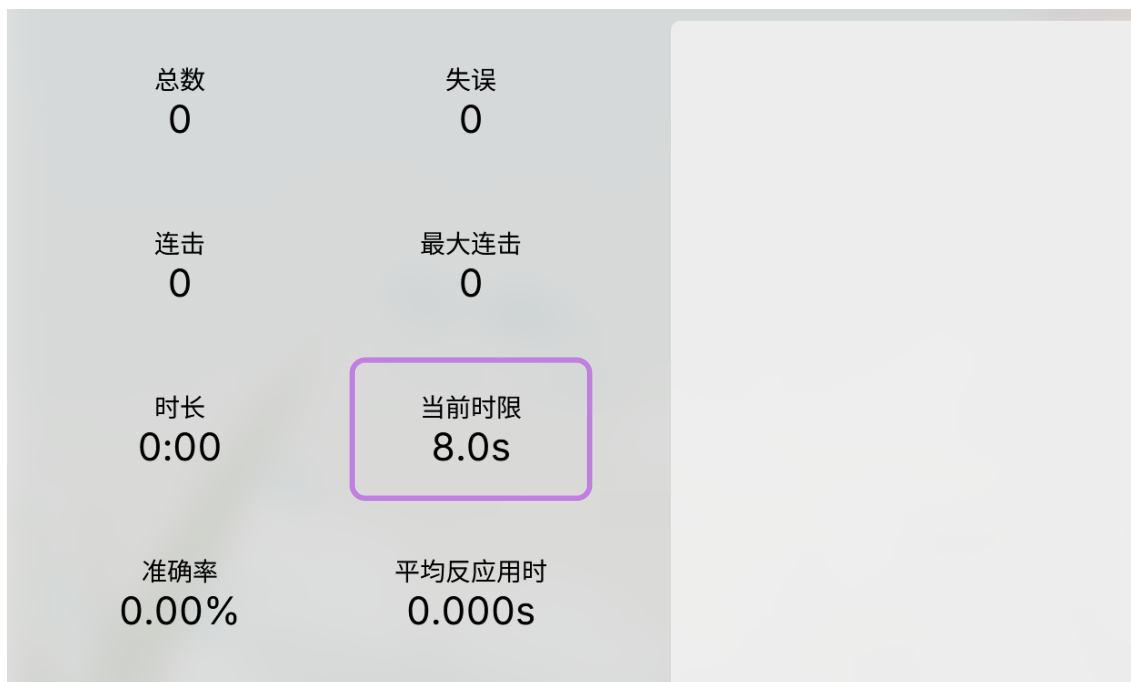 总数
0
失误
0
连击
0
最大连击
0
时长
0:00
当前时限
8.0s
准确率
0.00%
平均反应用时
0.000s